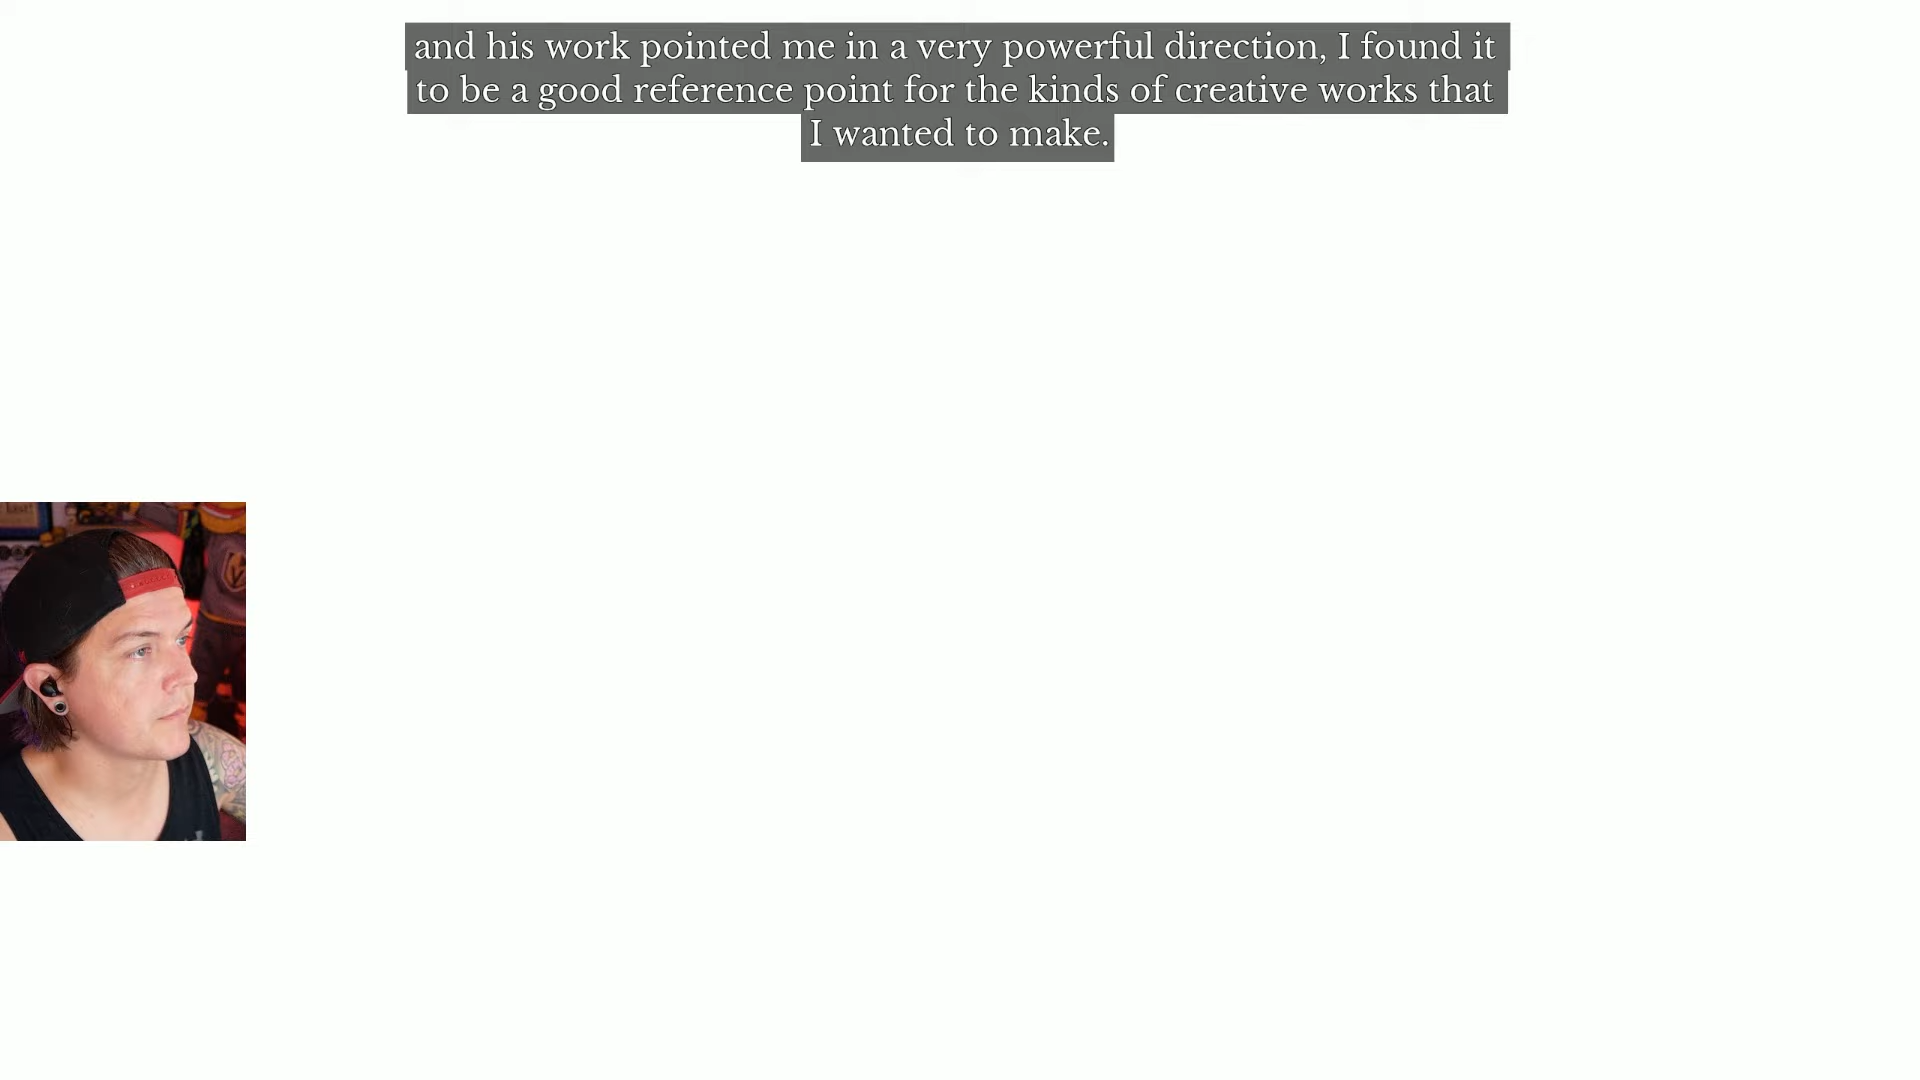 and his work pointed me in a very powerful direction, I found it
to be a good reference point for the kinds of creative works that
I wanted to make.